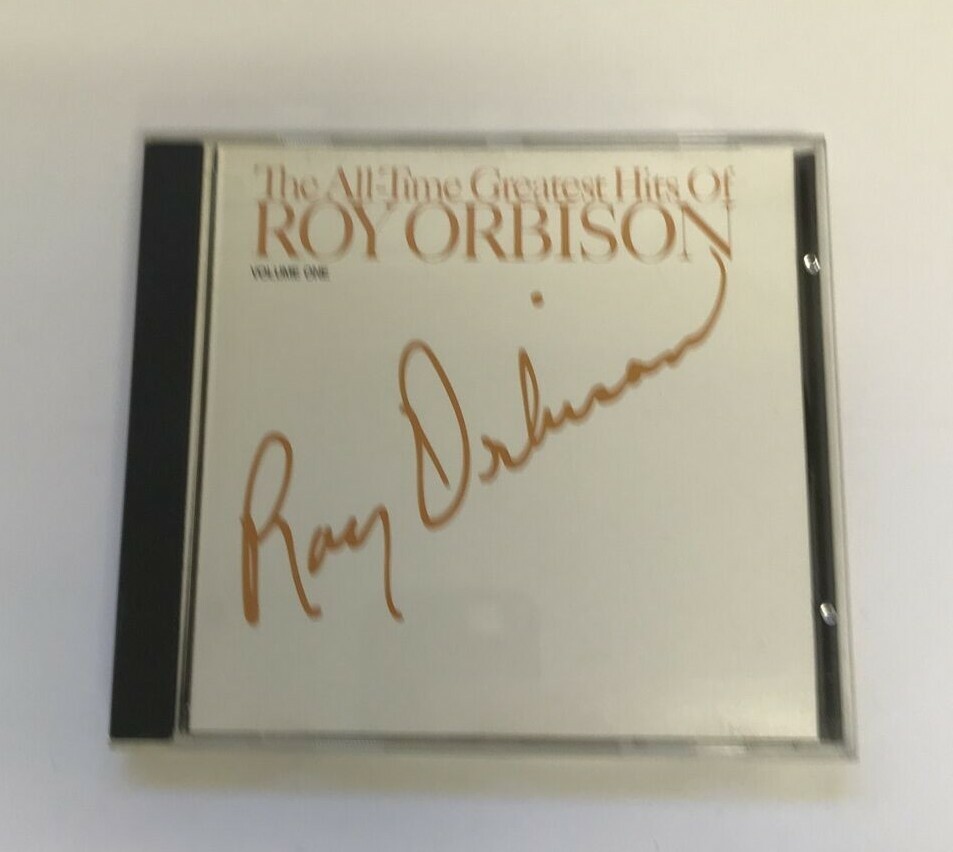 The All-Time Greatest Hits Of
ROY ORBISON
VOLUME ONE
Roy Orbison